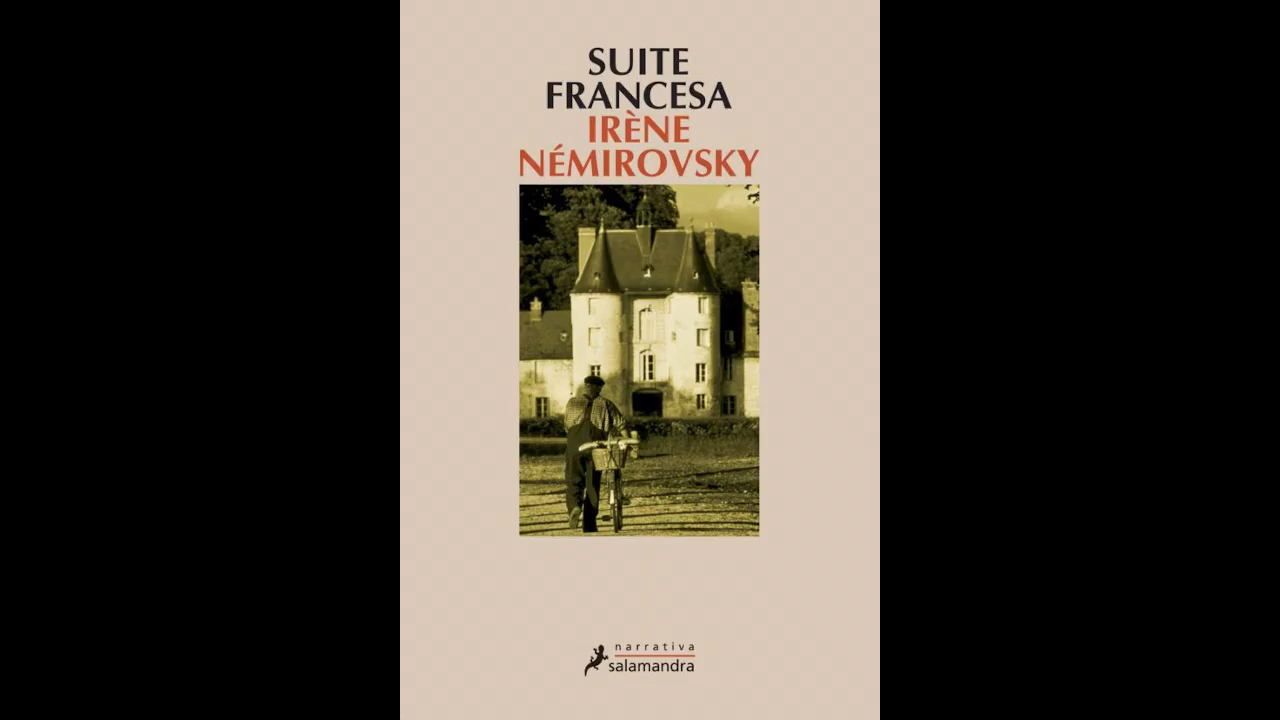 SUITE
FRANCESA
IRÈNE
NÉMIROVSKY
narrativa
salamandra